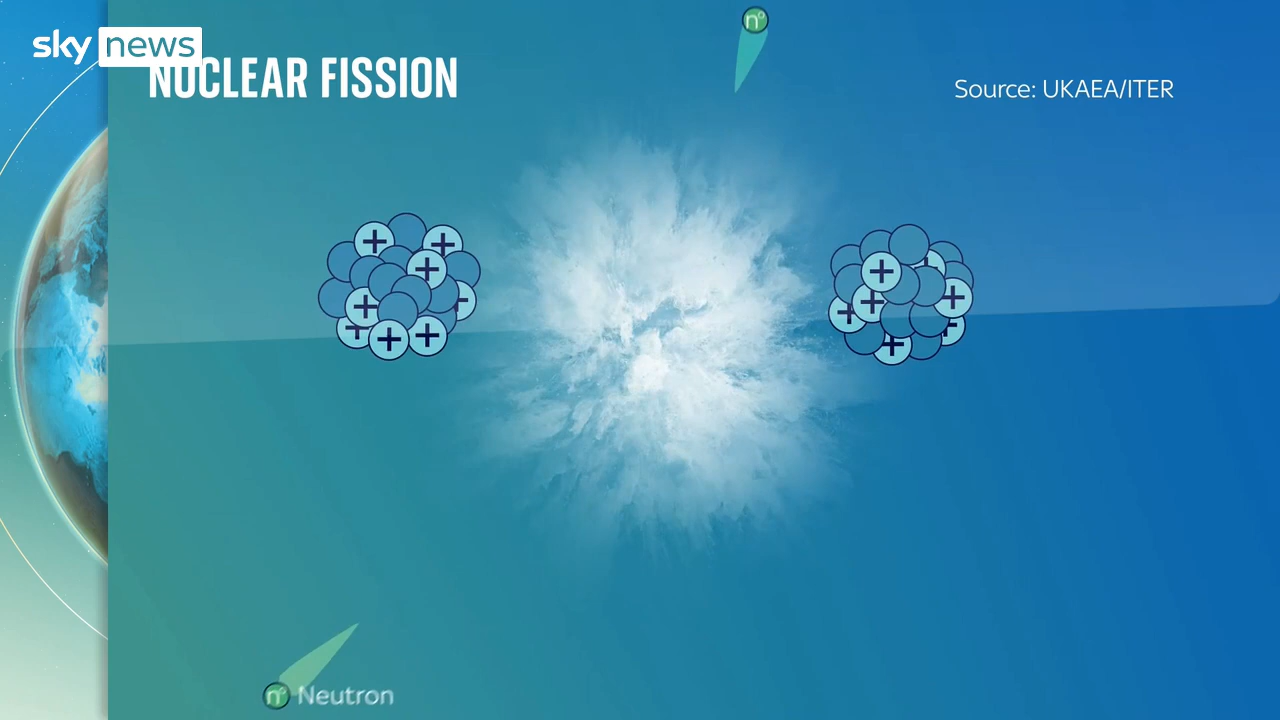 sky news
NUCLEAR FISSION
Source: UKAEA/ITER
n°
+ + + + + + + +
+ + + + + + +
n° Neutron